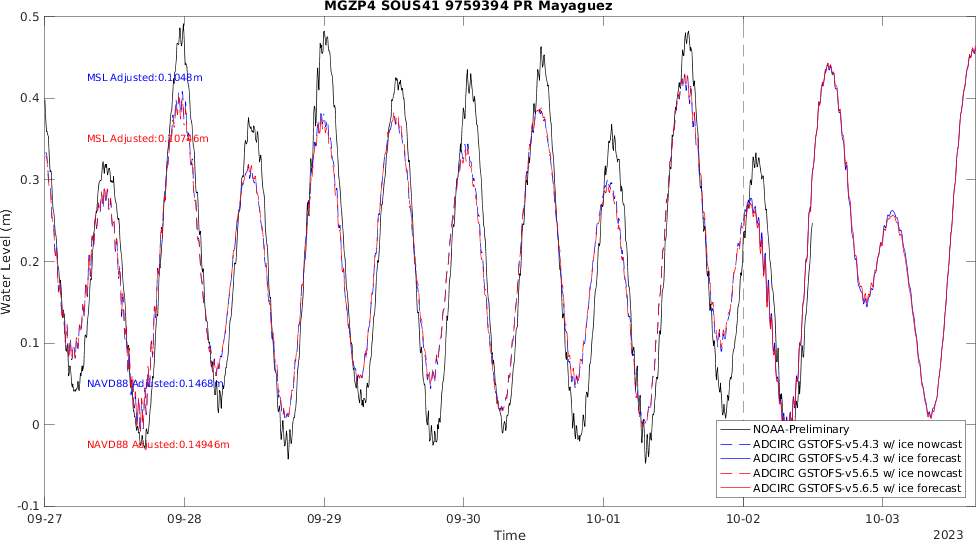 MGZP4 SOUS41 9759394 PR Mayaguez
Water Level (m)
0.5
0.4
0.3
0.2
0.1
0
-0.1
MSL Adjusted:0.1048m
MSL Adjusted:0.10746m
NAVD88 Adjusted:0.1468m
NAVD88 Adjusted:0.14946m
NOAA-Preliminary
ADCIRC GSTOFS-v5.4.3 w/ ice nowcast
ADCIRC GSTOFS-v5.4.3 w/ ice forecast
ADCIRC GSTOFS-v5.6.5 w/ ice nowcast
ADCIRC GSTOFS-v5.6.5 w/ ice forecast
09-27 09-28 09-29 09-30 10-01 10-02 10-03
Time
2023